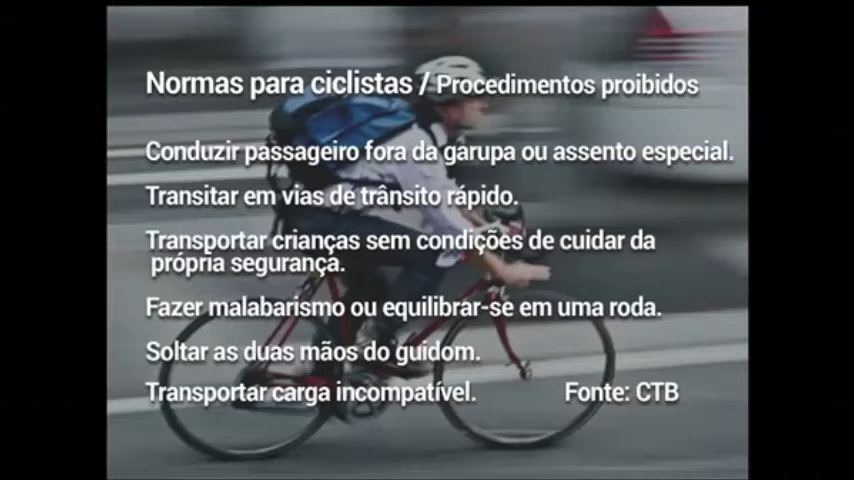 Normas para ciclistas / Procedimentos proibidos
Conduzir passageiro fora da garupa ou assento especial.
Transitar em vias de trânsito rápido.
Transportar crianças sem condições de cuidar da
própria segurança.
Fazer malabarismo ou equilibrar-se em uma roda.
Soltar as duas mãos do guidom.
Transportar carga incompatível. Fonte: CTB